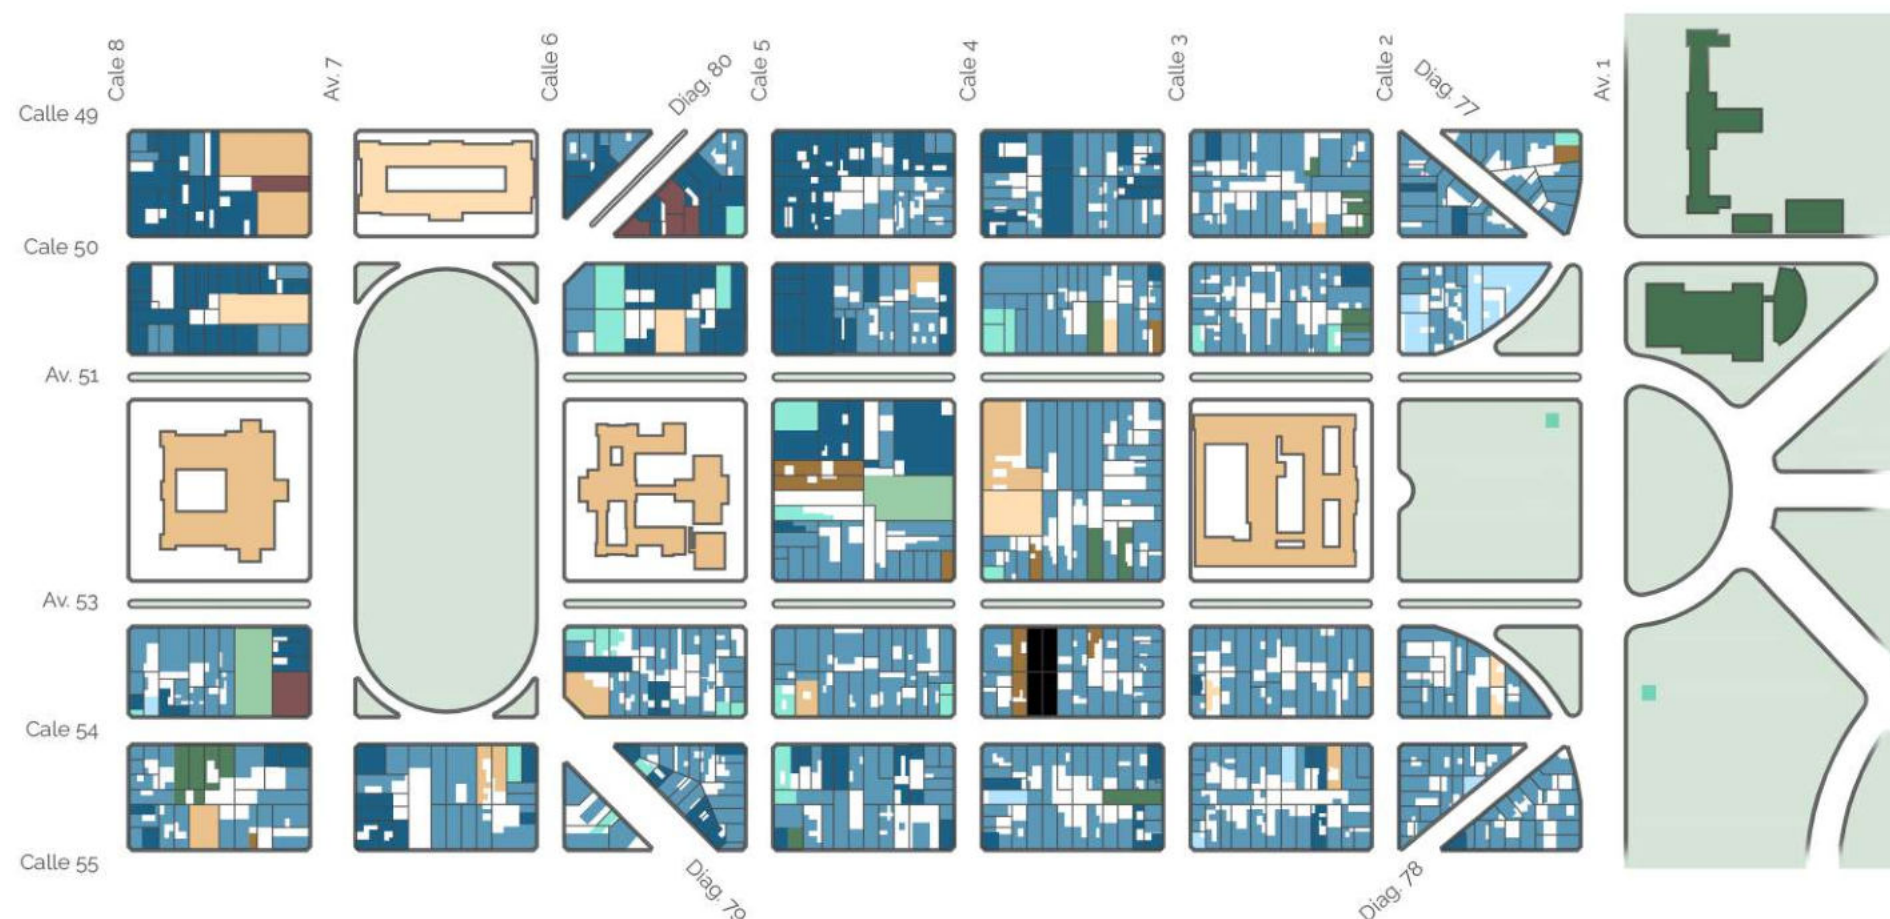 Cale 8
Av. 7
Calle 6
Diag. 80
Calle 5
Calle 4
Calle 3
Calle 2
Diag. 77
Av. 1
Calle 49
Cale 50
Av. 51
Av. 53
Cale 54
Calle 55
Diag. 79
Diag. 78